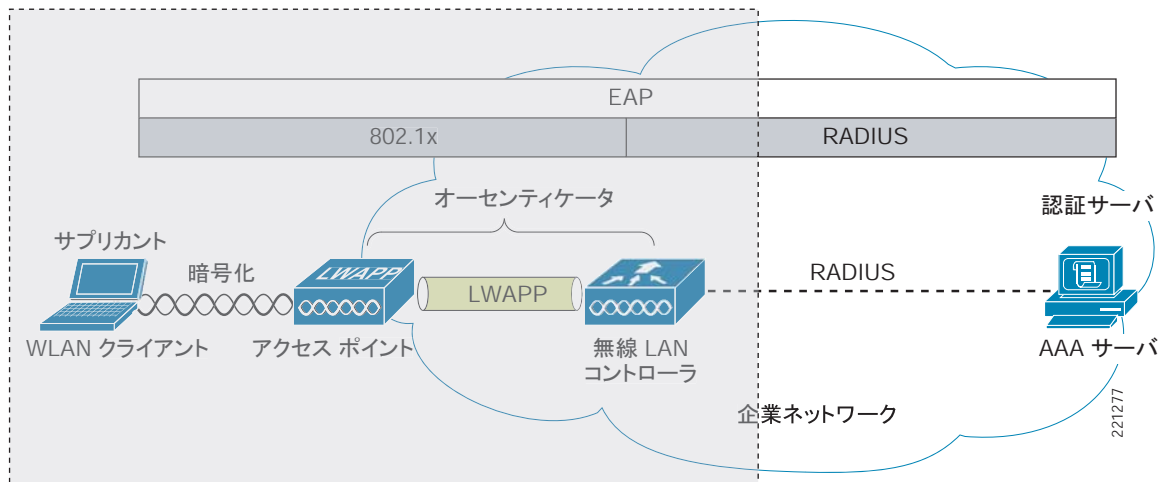 EAP
802.1x
RADIUS
オーセンティケータ
認証サーバ
サプリカント
暗号化
LWAPP
LWAPP
RADIUS
WLAN クライアント
アクセス ポイント
無線 LAN
コントローラ
AAA サーバ
企業ネットワーク
221277